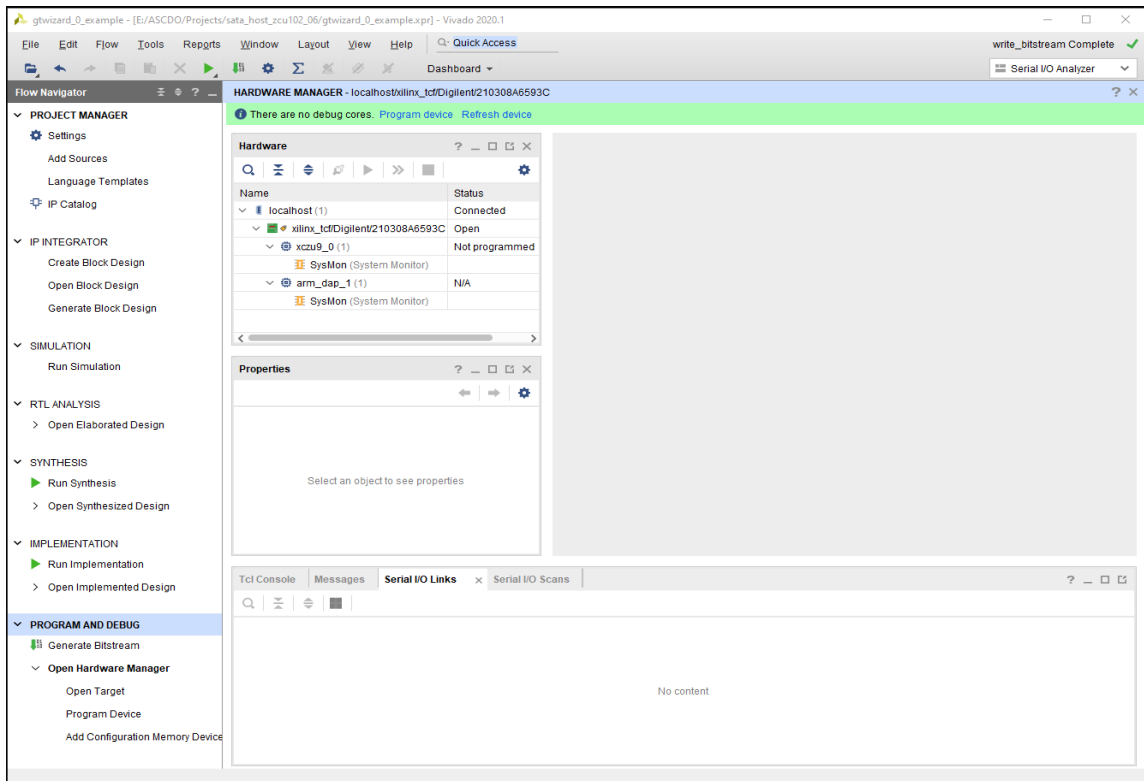 gtwizard_0_example - [E:/ASCDO/Projects/sata_host_zcu102_06/gtwizard_0_example.xpr] - Vivado 2020.1
File Edit Flow Tools Reports Window Layout View Help Quick Access write_bitstream Complete
Dashboard Serial I/O Analyzer
Flow Navigator
HARDWARE MANAGER - localhost/xilinx_tcf/Digilent/210308A6593C
There are no debug cores. Program device Refresh device
PROJECT MANAGER
Settings
Add Sources
Language Templates
IP Catalog
IP INTEGRATOR
Create Block Design
Open Block Design
Generate Block Design
SIMULATION
Run Simulation
RTL ANALYSIS
Open Elaborated Design
SYNTHESIS
Run Synthesis
Open Synthesized Design
IMPLEMENTATION
Run Implementation
Open Implemented Design
PROGRAM AND DEBUG
Generate Bitstream
Open Hardware Manager
Open Target
Program Device
Add Configuration Memory Device
Hardware
Name Status
localhost (1) Connected
xilinx_tcf/Digilent/210308A6593C Open
xczu9_0 (1) Not programmed
SysMon (System Monitor)
arm_dap_1 (1) N/A
SysMon (System Monitor)
Properties
Select an object to see properties
Tcl Console Messages Serial I/O Links Serial I/O Scans
No content